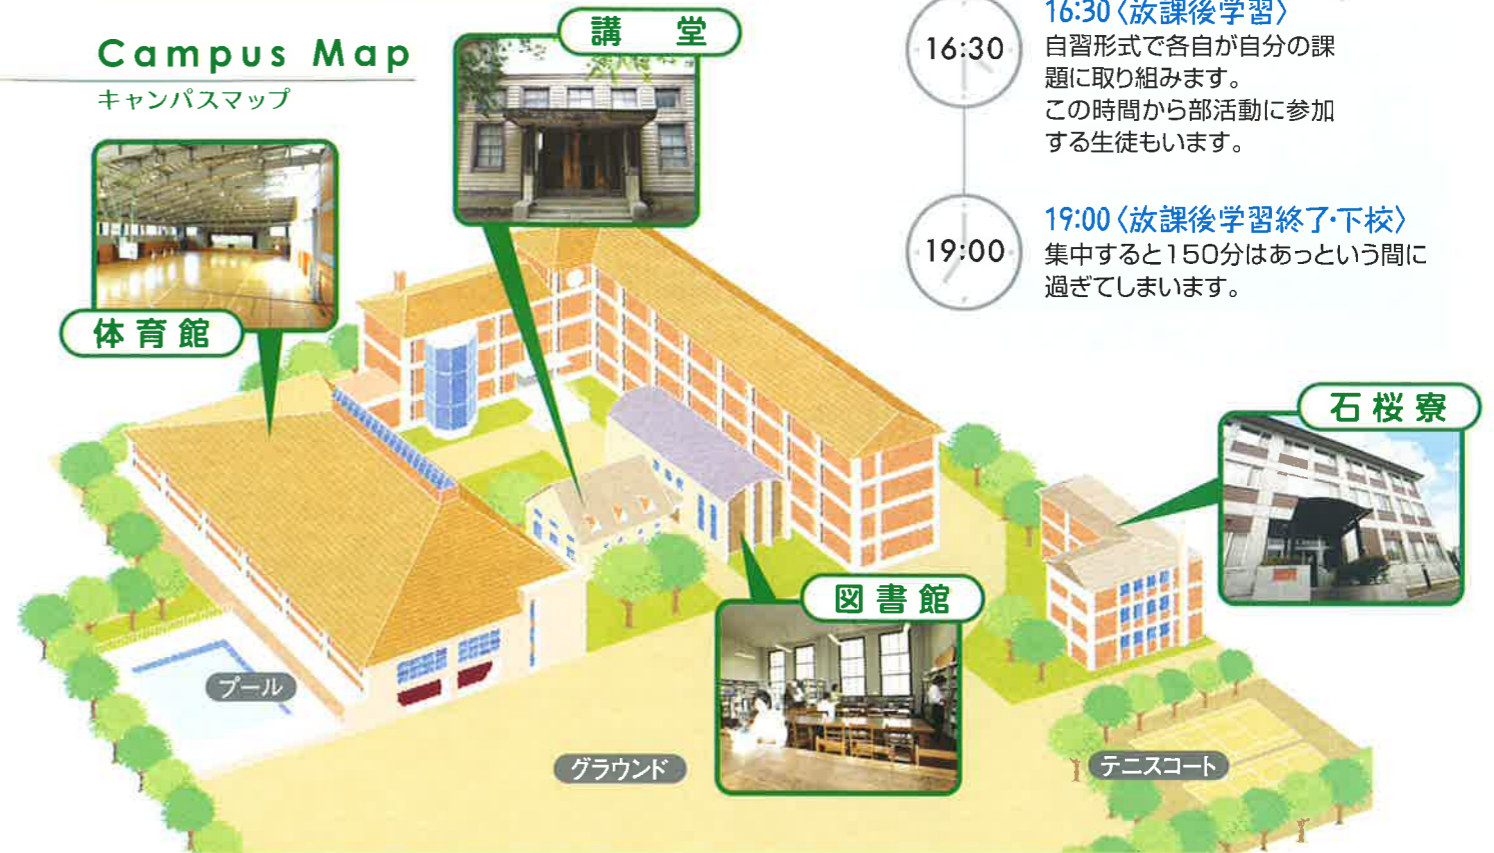 Campus Map
キャンパスマップ
講堂
体育館
石桜寮
図書館
プール
グラウンド
テニスコート
16:30
16:30〈放課後学習〉
自習形式で各自が自分の課
題に取り組みます。
この時間から部活動に参加
する生徒もいます。
19:00
19:00〈放課後学習終了・下校〉
集中すると150分はあっという間に
過ぎてしまいます。